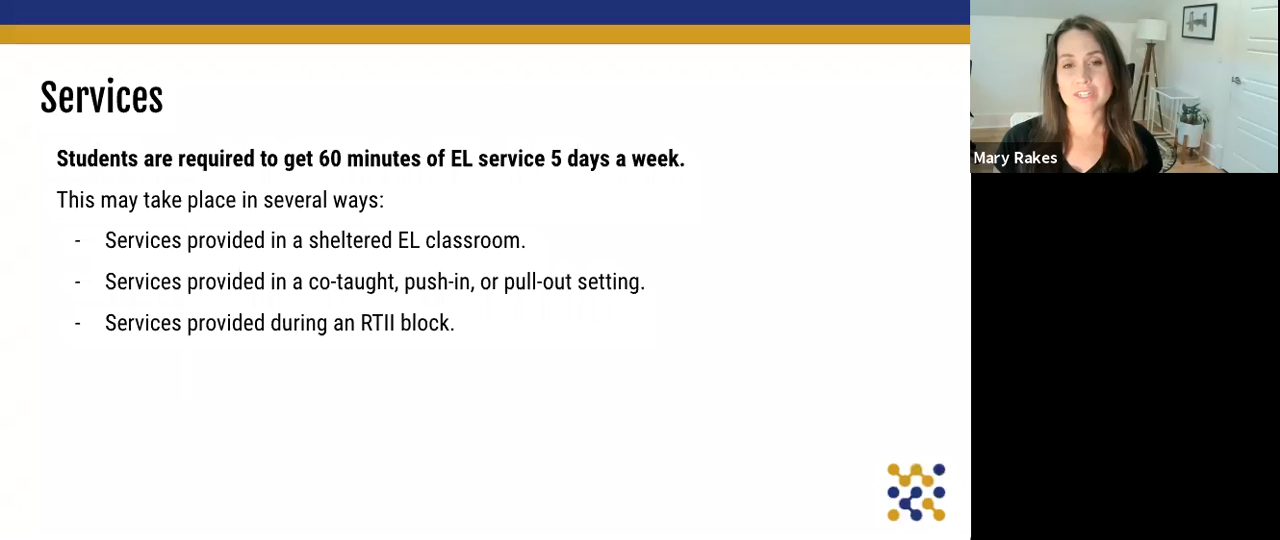 Services
Students are required to get 60 minutes of EL service 5 days a week.
This may take place in several ways:
- Services provided in a sheltered EL classroom.
- Services provided in a co-taught, push-in, or pull-out setting.
- Services provided during an RTII block.
Mary Rakes